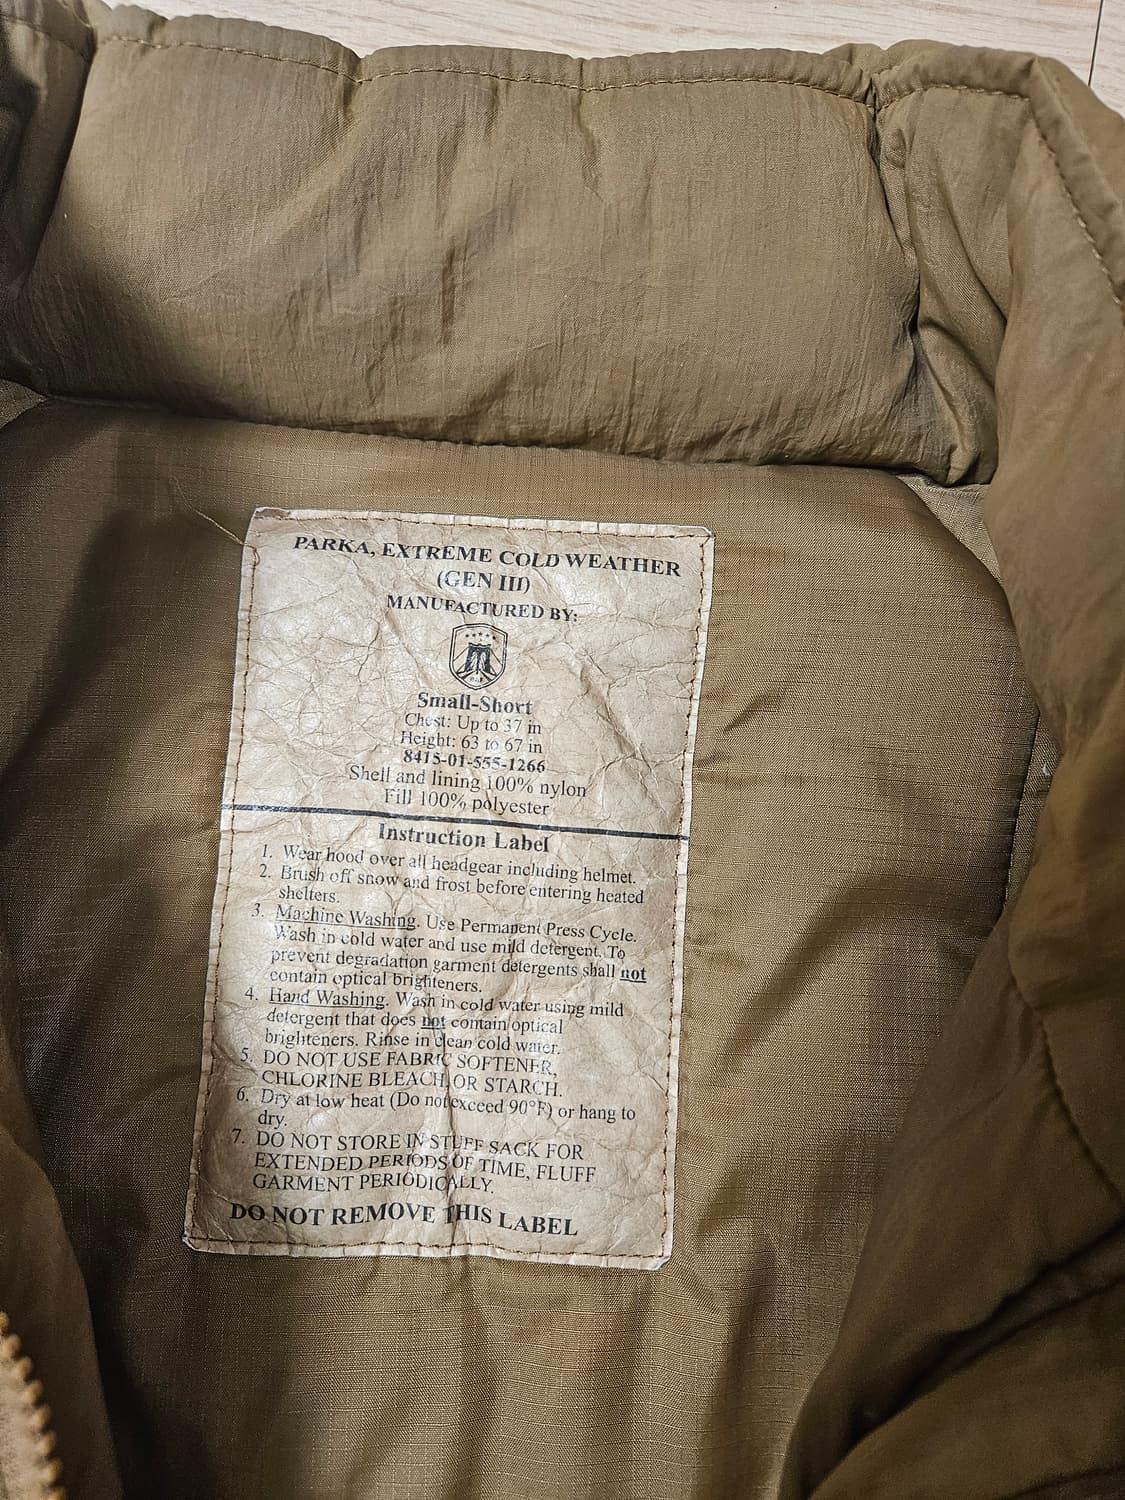 PARKA, EXTREME COLD WEATHER
(GEN III)
MANUFACTURED BY:
Small-Short
Chest: Up to 37 in
Height: 63 to 67 in
8415-01-555-1266
Shell and lining 100% nylon
Fill 100% polyester
Instruction Label
1. Wear hood over all headgear including helmet.
2. Brush off snow and frost before entering heated
shelters.
3. Machine Washing. Use Permanent Press Cycle.
Wash in cold water and use mild detergent. To
prevent degradation garment detergents shall not
contain optical brighteners.
4. Hand Washing. Wash in cold water using mild
detergent that does not contain optical
brighteners. Rinse in clean cold water.
5. DO NOT USE FABRIC SOFTENER,
CHLORINE BLEACH, OR STARCH.
6. Dry at low heat (Do not exceed 90°F) or hang to
dry.
7. DO NOT STORE IN STUFF SACK FOR
EXTENDED PERIODS OF TIME, FLUFF
GARMENT PERIODICALLY.
DO NOT REMOVE THIS LABEL